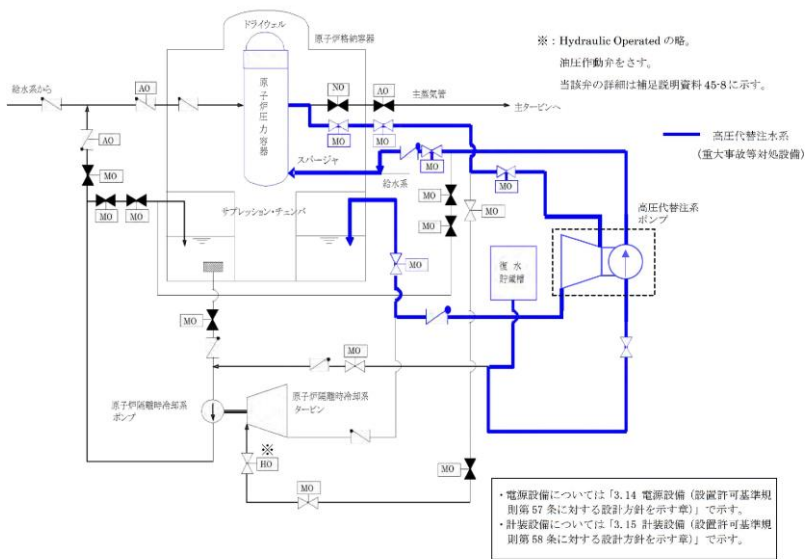 ドライウェル
原子炉格納容器
※：Hydraulic Operated の略。
油圧作動弁をさす。
当該弁の詳細は補足説明資料 45-8 に示す。
給水系から
AO
NO
AO
主蒸気管
主タービンへ
原子炉圧力容器
MO
MO
高圧代替注水系
(重大事故等対処設備)
AO
スパージャ
MO
MO
給水系
MO
サプレッション・チェンバ
MO
MO
MO
MO
MO
高圧代替注系
ポンプ
MO
復水
貯蔵槽
MO
MO
原子炉隔離時冷却系
ポンプ
原子炉隔離時冷却系
タービン
※
HO
MO
MO
・電源設備については「3.14 電源設備（設置許可基準規
則第 57 条に対する設計方針を示す章）」で示す。
・計装設備については「3.15 計装設備（設置許可基準規
則第 58 条に対する設計方針を示す章）」で示す。